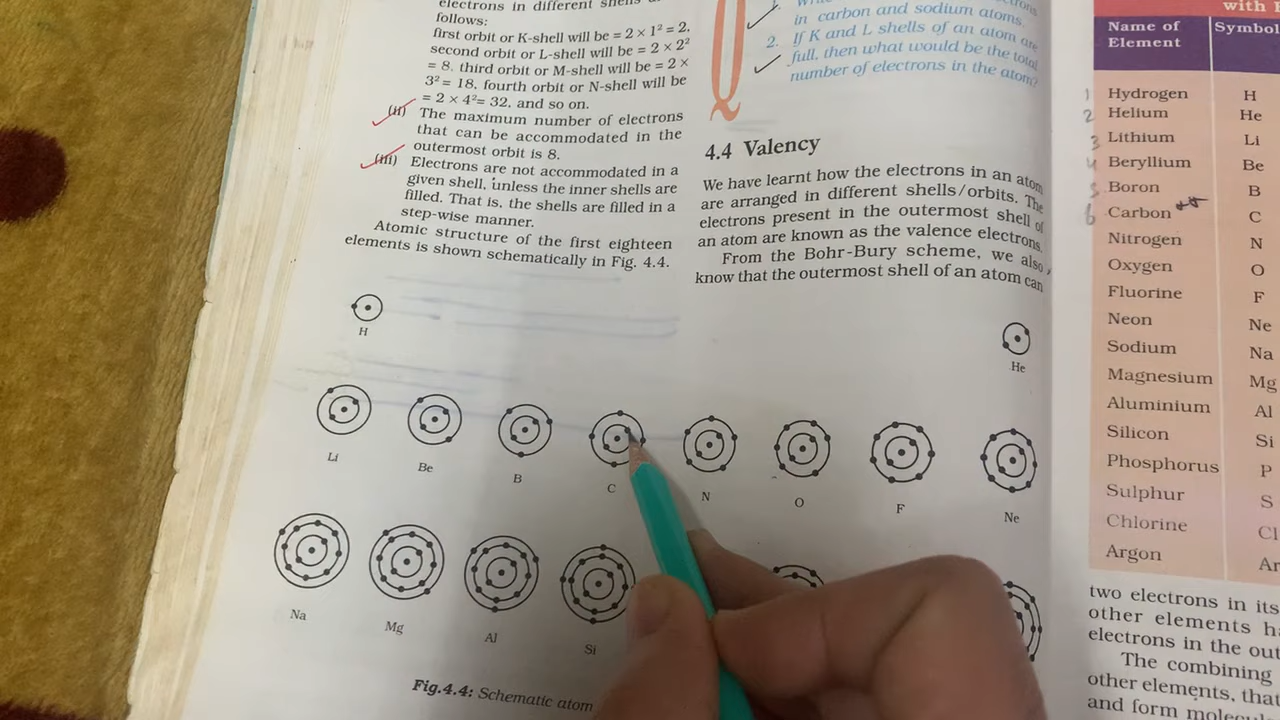 electrons in different shells
follows:
first orbit or K-shell will be = 2 × 1² = 2,
second orbit or L-shell will be = 2 × 2²
= 8, third orbit or M-shell will be = 2 ×
3² = 18, fourth orbit or N-shell will be
= 2 × 4² = 32, and so on.
(ii) The maximum number of electrons
that can be accommodated in the
outermost orbit is 8.
(iii) Electrons are not accommodated in a
given shell, unless the inner shells are
filled. That is, the shells are filled in a
step-wise manner.
Atomic structure of the first eighteen
elements is shown schematically in Fig. 4.4.
Q
in carbon and sodium atoms.
2. If K and L shells of an atom are
full, then what would be the total
number of electrons in the atom?
4.4 Valency
We have learnt how the electrons in an atom
are arranged in different shells/orbits. The
electrons present in the outermost shell of
an atom are known as the valence electrons.
From the Bohr-Bury scheme, we also
know that the outermost shell of an atom can
H
He
Li Be B C N O F Ne
Na Mg Al Si
Fig.4.4: Schematic atom
with
Name of Element Symbol
1 Hydrogen H
2 Helium He
3 Lithium Li
4 Beryllium Be
5 Boron B
6 Carbon C
Nitrogen N
Oxygen O
Fluorine F
Neon Ne
Sodium Na
Magnesium Mg
Aluminium Al
Silicon Si
Phosphorus P
Sulphur S
Chlorine Cl
Argon Ar
two electrons in its
other elements
electrons in the
The combining
other elements, that
and form